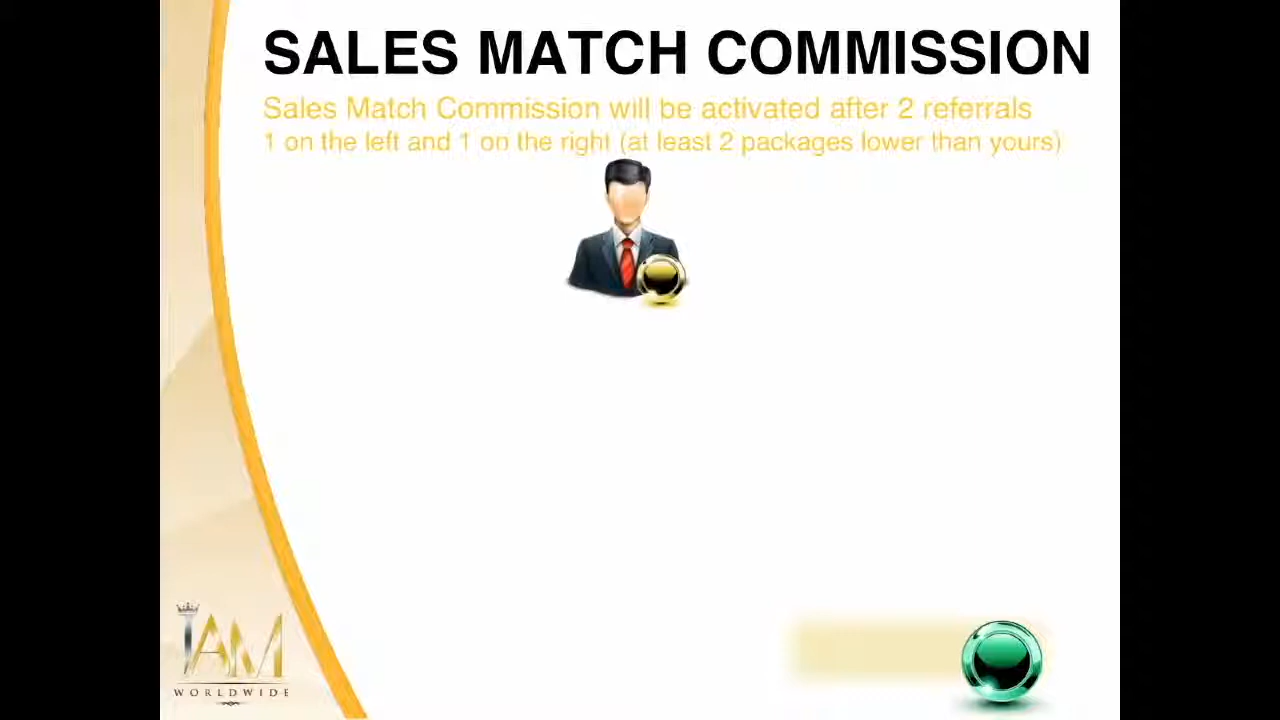 SALES MATCH COMMISSION
Sales Match Commission will be activated after 2 referrals
1 on the left and 1 on the right (at least 2 packages lower than yours)
IAM
WORLDWIDE